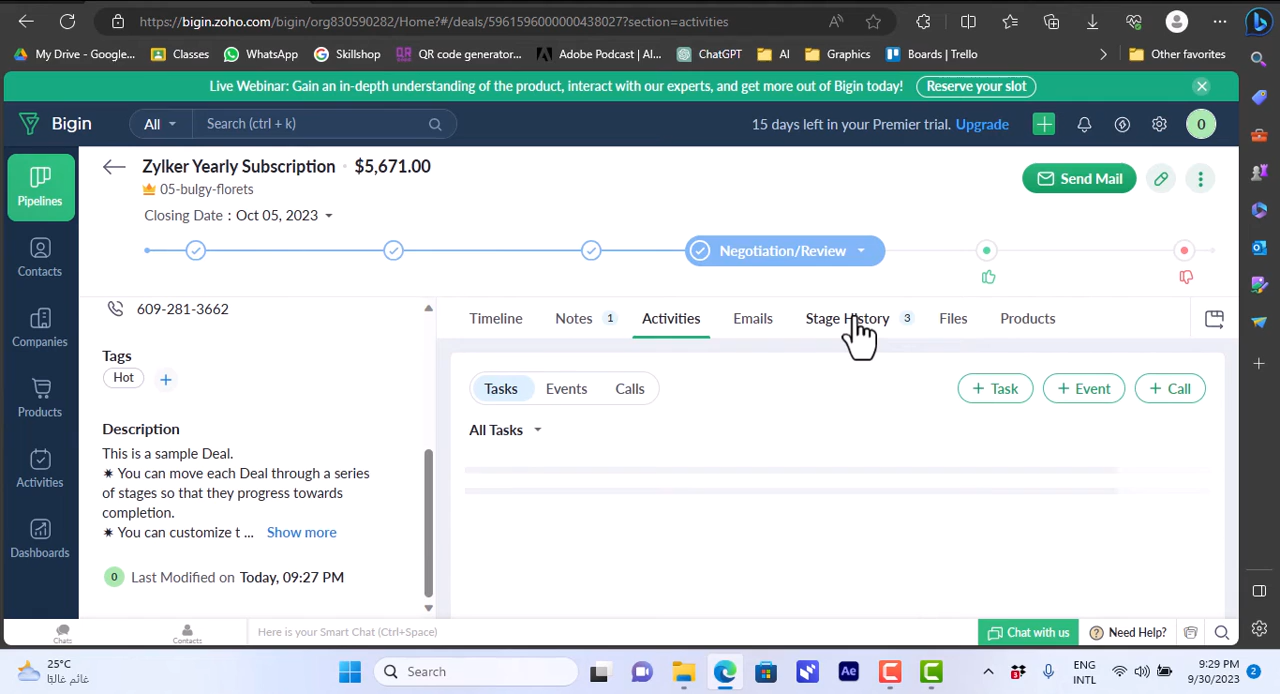 https://bigin.zoho.com/bigin/org830590282/Home?#/deals/5961596000000438027?section=activities
My Drive - Google...
Classes
WhatsApp
Skillshop
QR code generator...
Adobe Podcast | AI...
ChatGPT
AI
Graphics
Boards | Trello
Other favorites
Live Webinar: Gain an in-depth understanding of the product, interact with our experts, and get more out of Bigin today! Reserve your slot
Bigin
All
Search (ctrl + k)
15 days left in your Premier trial. Upgrade
0
Pipelines
Contacts
Companies
Products
Activities
Dashboards
Zylker Yearly Subscription · $5,671.00
05-bulgy-florets
Closing Date : Oct 05, 2023
Send Mail
Negotiation/Review
609-281-3662
Tags
Hot
Description
This is a sample Deal.
✷ You can move each Deal through a series
of stages so that they progress towards
completion.
✷ You can customize t ... Show more
0 Last Modified on Today, 09:27 PM
Timeline
Notes 1
Activities
Emails
Stage History 3
Files
Products
Tasks
Events
Calls
+ Task
+ Event
+ Call
All Tasks
Chats
Contacts
Here is your Smart Chat (Ctrl+Space)
Chat with us
Need Help?
25°C
غائم غالبًا
Search
Ae
3
ENG
INTL
9:29 PM
9/30/2023
2